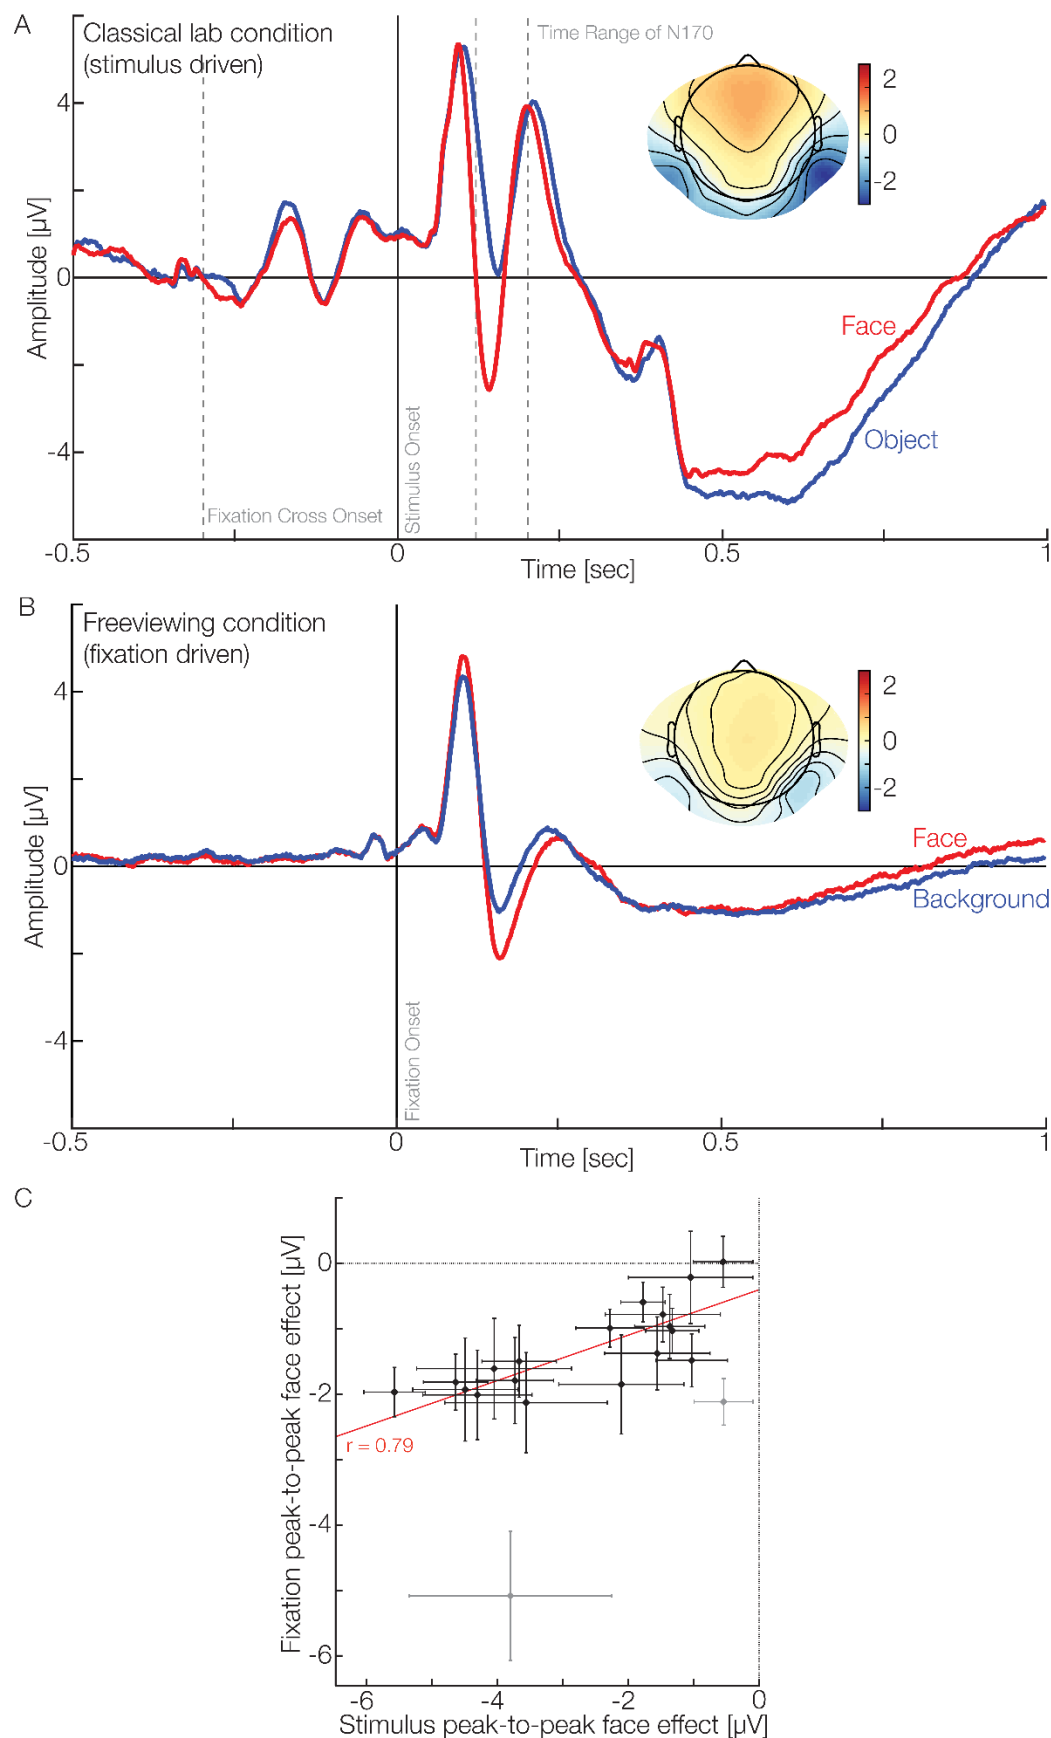 A
Classical lab condition
(stimulus driven)
Time Range of N170
2
0
-2
4
0
-4
Amplitude [µV]
Face
Object
Fixation Cross Onset
Stimulus Onset
-0.5
0
0.5
1
Time [sec]
B
Freeviewing condition
(fixation driven)
2
0
-2
4
0
-4
Amplitude [µV]
Face
Background
Fixation Onset
-0.5
0
0.5
1
Time [sec]
C
0
-2
-4
-6
Fixation peak-to-peak face effect [µV]
r = 0.79
-6
-4
-2
0
Stimulus peak-to-peak face effect [µV]